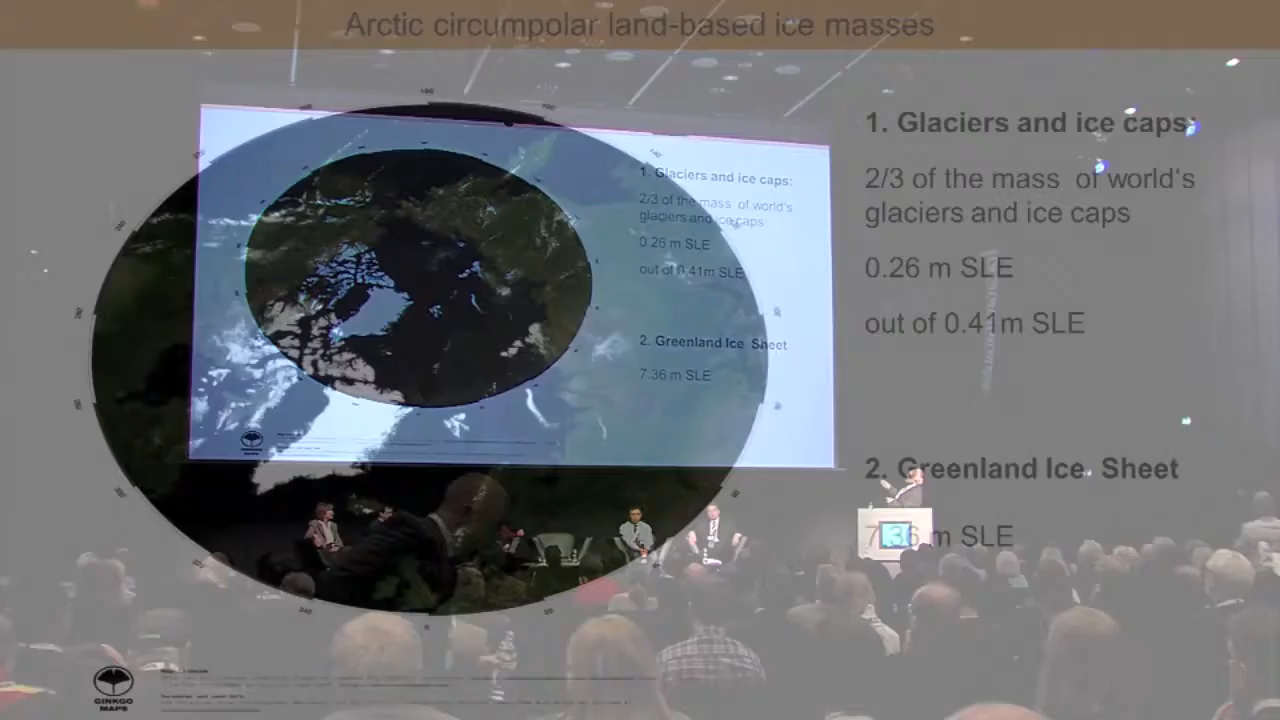 Arctic circumpolar land-based ice masses
1. Glaciers and ice caps:
2/3 of the mass of world's
glaciers and ice caps
0.26 m SLE
out of 0.41m SLE
2. Greenland Ice Sheet
7.36 m SLE
1. Glaciers and ice caps:
2/3 of the mass of world's
glaciers and ice caps
0.26 m SLE
out of 0.41m SLE
2. Greenland Ice Sheet
7.36 m SLE
GINKGO
MAPS